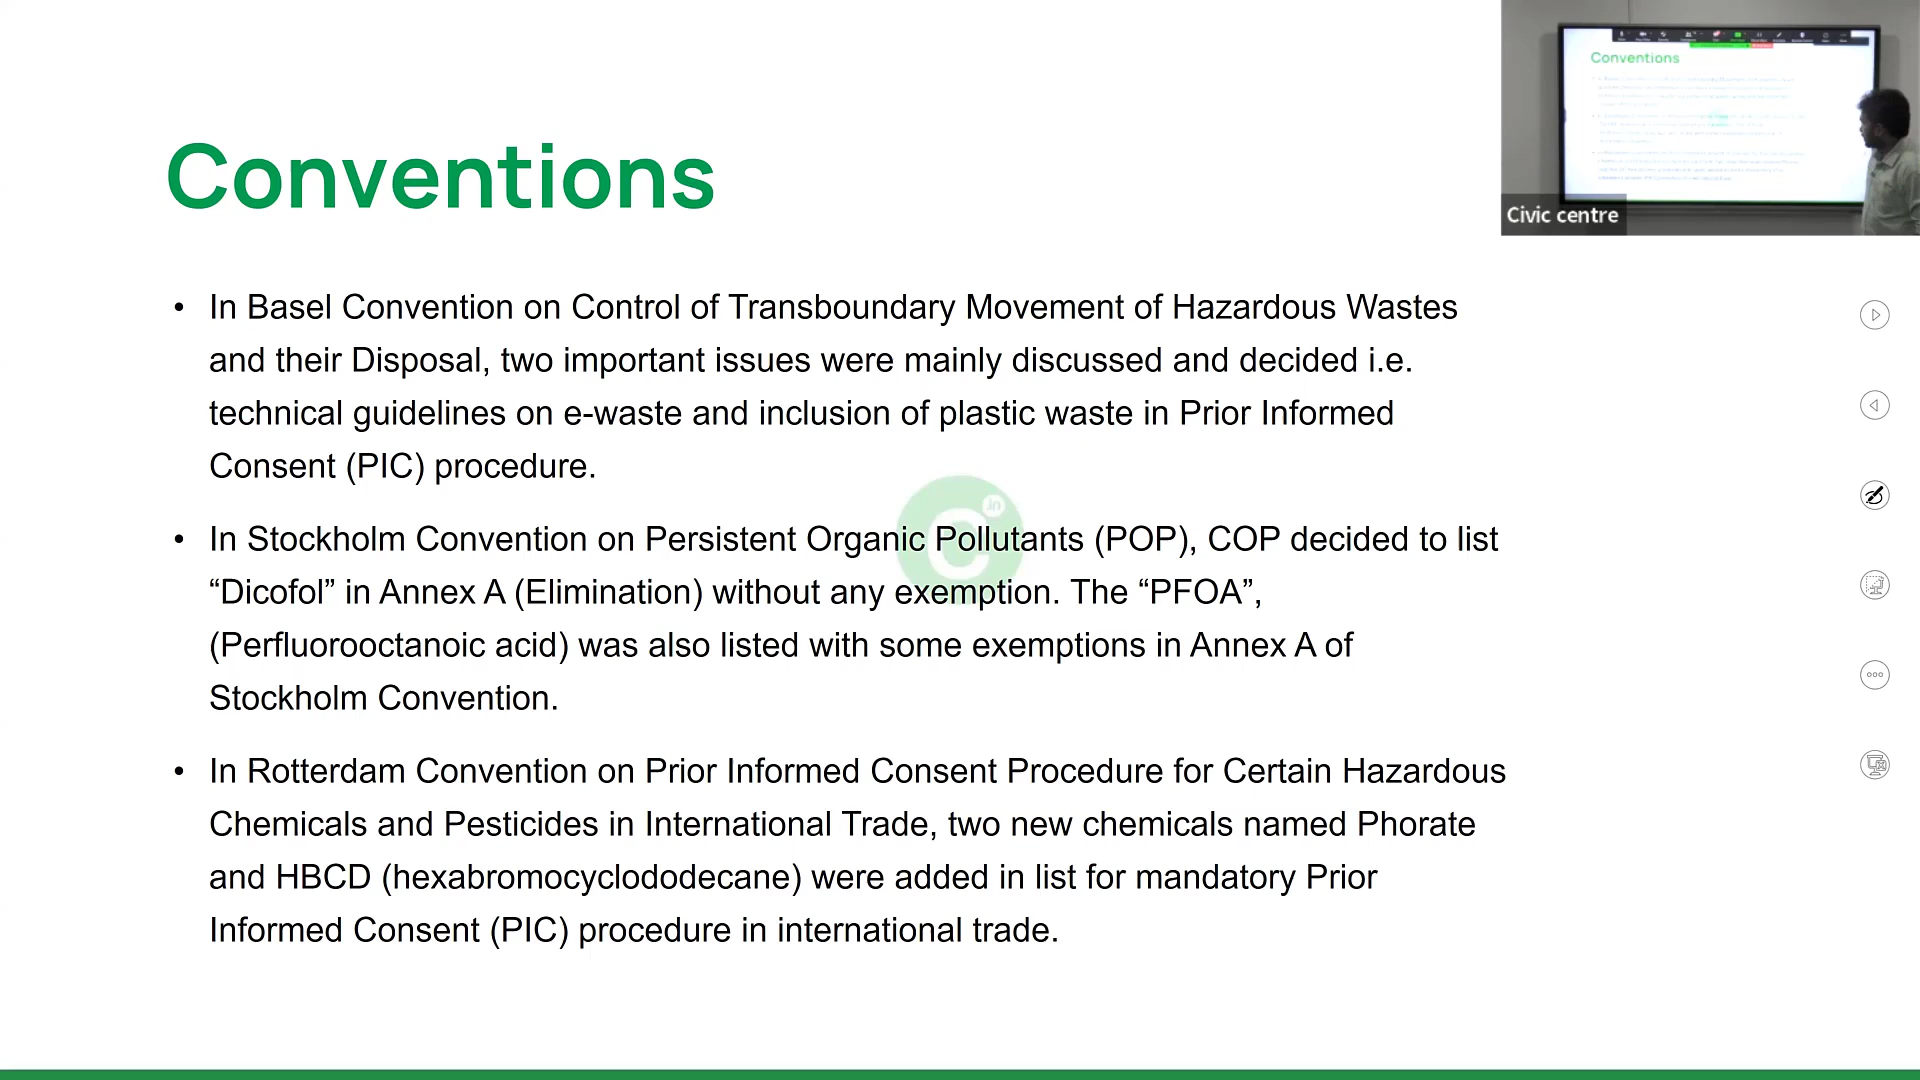 Conventions
Conventions
Civic centre
• In Basel Convention on Control of Transboundary Movement of Hazardous Wastes
and their Disposal, two important issues were mainly discussed and decided i.e.
technical guidelines on e-waste and inclusion of plastic waste in Prior Informed
Consent (PIC) procedure.
• In Stockholm Convention on Persistent Organic Pollutants (POP), COP decided to list
“Dicofol” in Annex A (Elimination) without any exemption. The “PFOA”,
(Perfluorooctanoic acid) was also listed with some exemptions in Annex A of
Stockholm Convention.
• In Rotterdam Convention on Prior Informed Consent Procedure for Certain Hazardous
Chemicals and Pesticides in International Trade, two new chemicals named Phorate
and HBCD (hexabromocyclododecane) were added in list for mandatory Prior
Informed Consent (PIC) procedure in international trade.